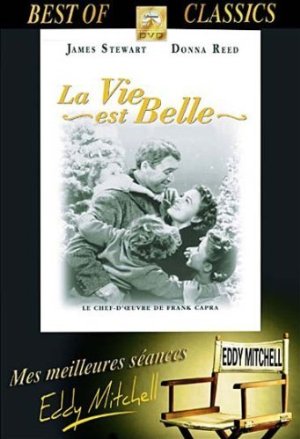 BEST OF CLASSICS
DVD
JAMES STEWART DONNA REED
La Vie
est Belle
LE CHEF-D'ŒUVRE DE FRANK CAPRA
EDDY MITCHELL
Mes meilleures séances
Eddy Mitchell